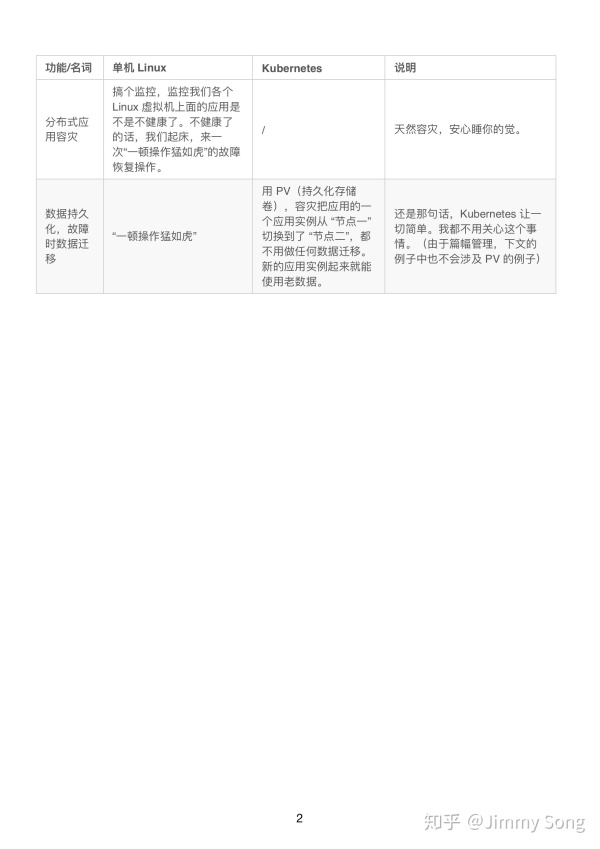 功能/名词
单机 Linux
Kubernetes
说明
分布式应
用容灾
搞个监控，监控我们各个
Linux 虚拟机上面的应用是
不是不健康了。不健康了
的话，我们起床，来一
次“一顿操作猛如虎”的故障
恢复操作。
/
天然容灾，安心睡你的觉。
数据持久
化，故障
时数据迁
移
“一顿操作猛如虎”
用 PV（持久化存储
卷），容灾把应用的一
个应用实例从 “节点一”
切换到了 “节点二”，都
不用做任何数据迁移。
新的应用实例起来就能
使用老数据。
还是那句话，Kubernetes 让一
切简单。我都不用关心这个事
情。（由于篇幅管理，下文的
例子中也不会涉及 PV 的例子）
2
知乎 @Jimmy Song